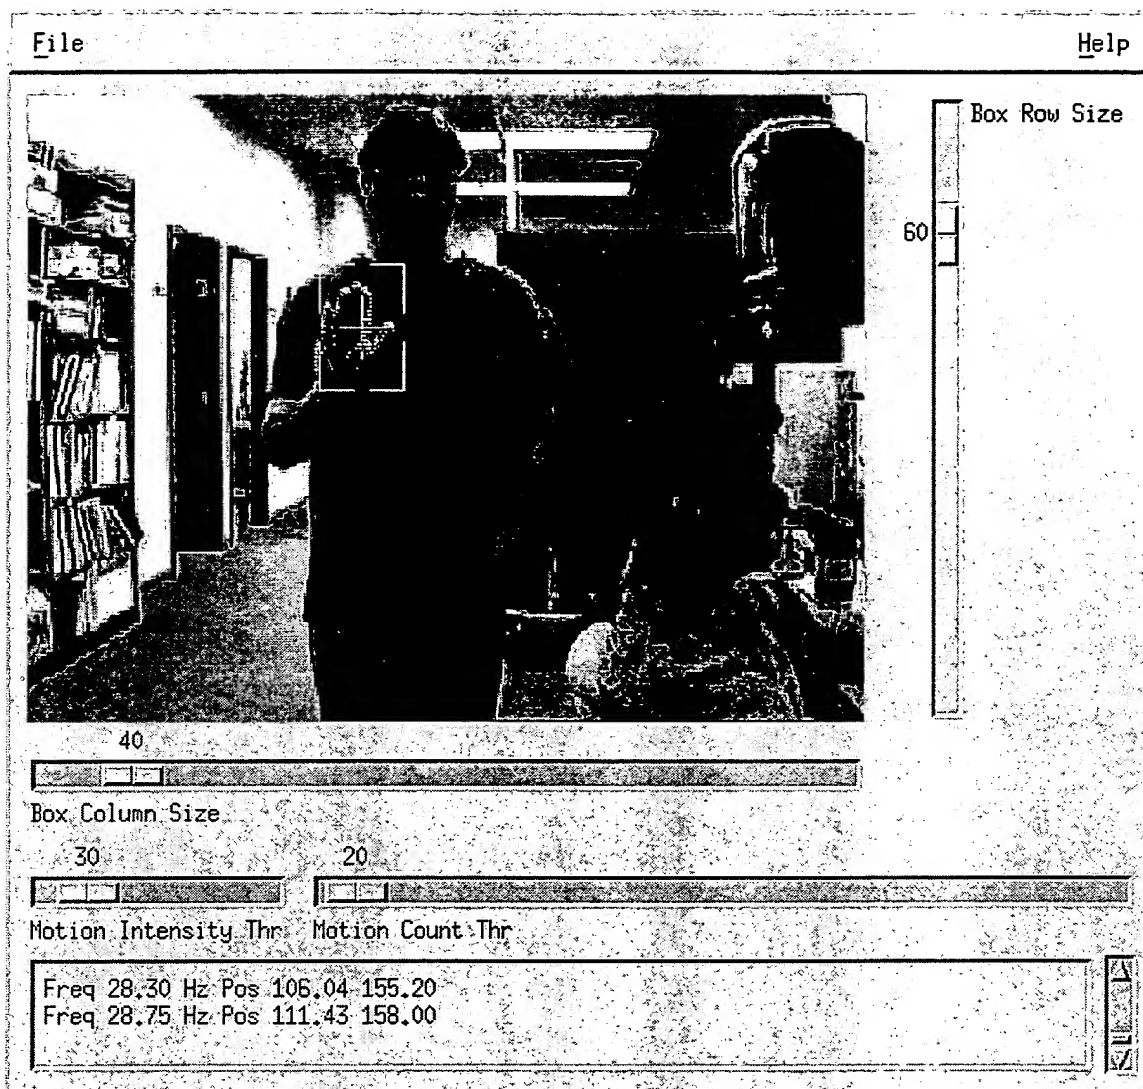 File Help
Box Row Size
60
40
Box Column Size
30 20
Motion Intensity Thr Motion Count Thr
Freq 28.30 Hz Pos 106.04 155.20
Freq 28.75 Hz Pos 111.43 158.00